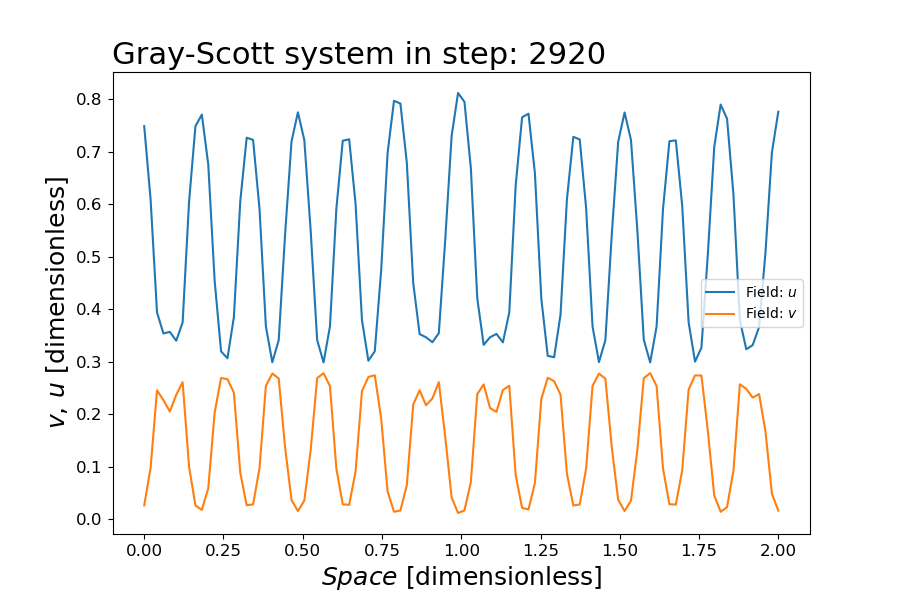 Gray-Scott system in step: 2920
v, u [dimensionless]
0.8
0.7
0.6
0.5
0.4
0.3
0.2
0.1
0.0
Field: u
Field: v
0.00 0.25 0.50 0.75 1.00 1.25 1.50 1.75 2.00
Space [dimensionless]